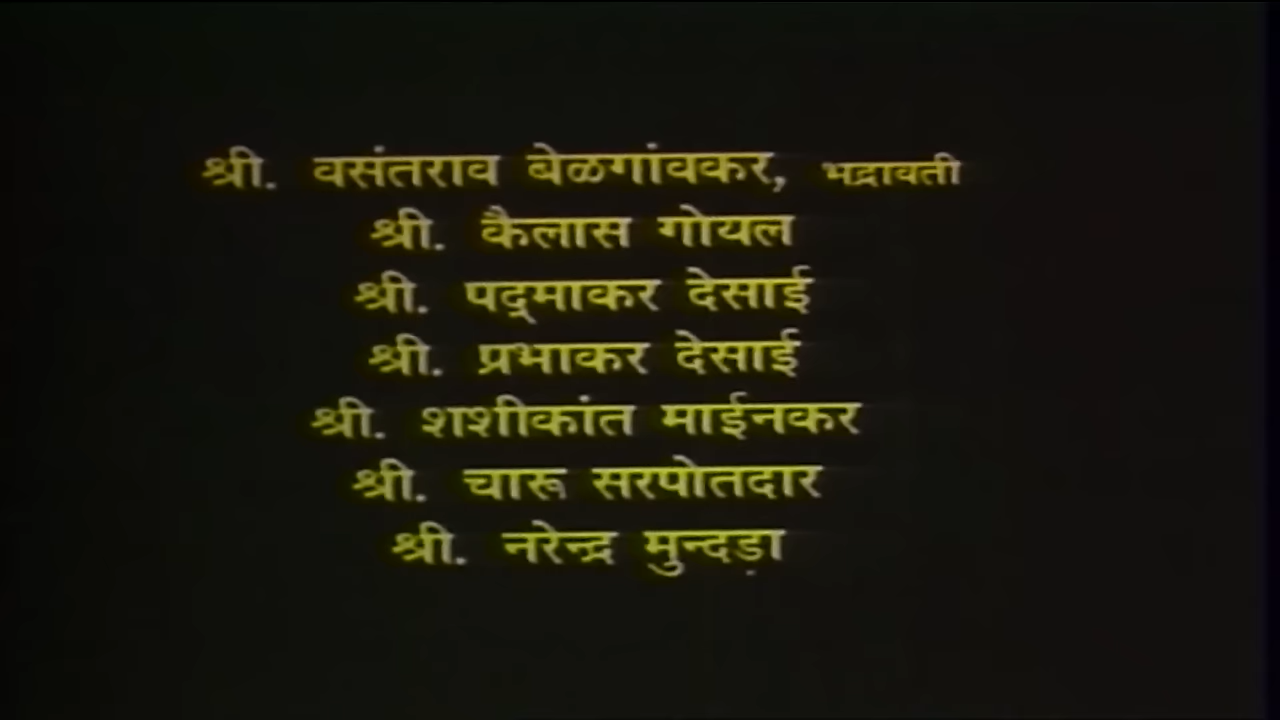 श्री. वसंतराव बेळगांवकर, भद्रावती
श्री. कैलास गोयल
श्री. पद्माकर देसाई
श्री. प्रभाकर देसाई
श्री. शशीकांत माईनकर
श्री. चारू सरपोतदार
श्री. नरेन्द्र मुन्दड़ा